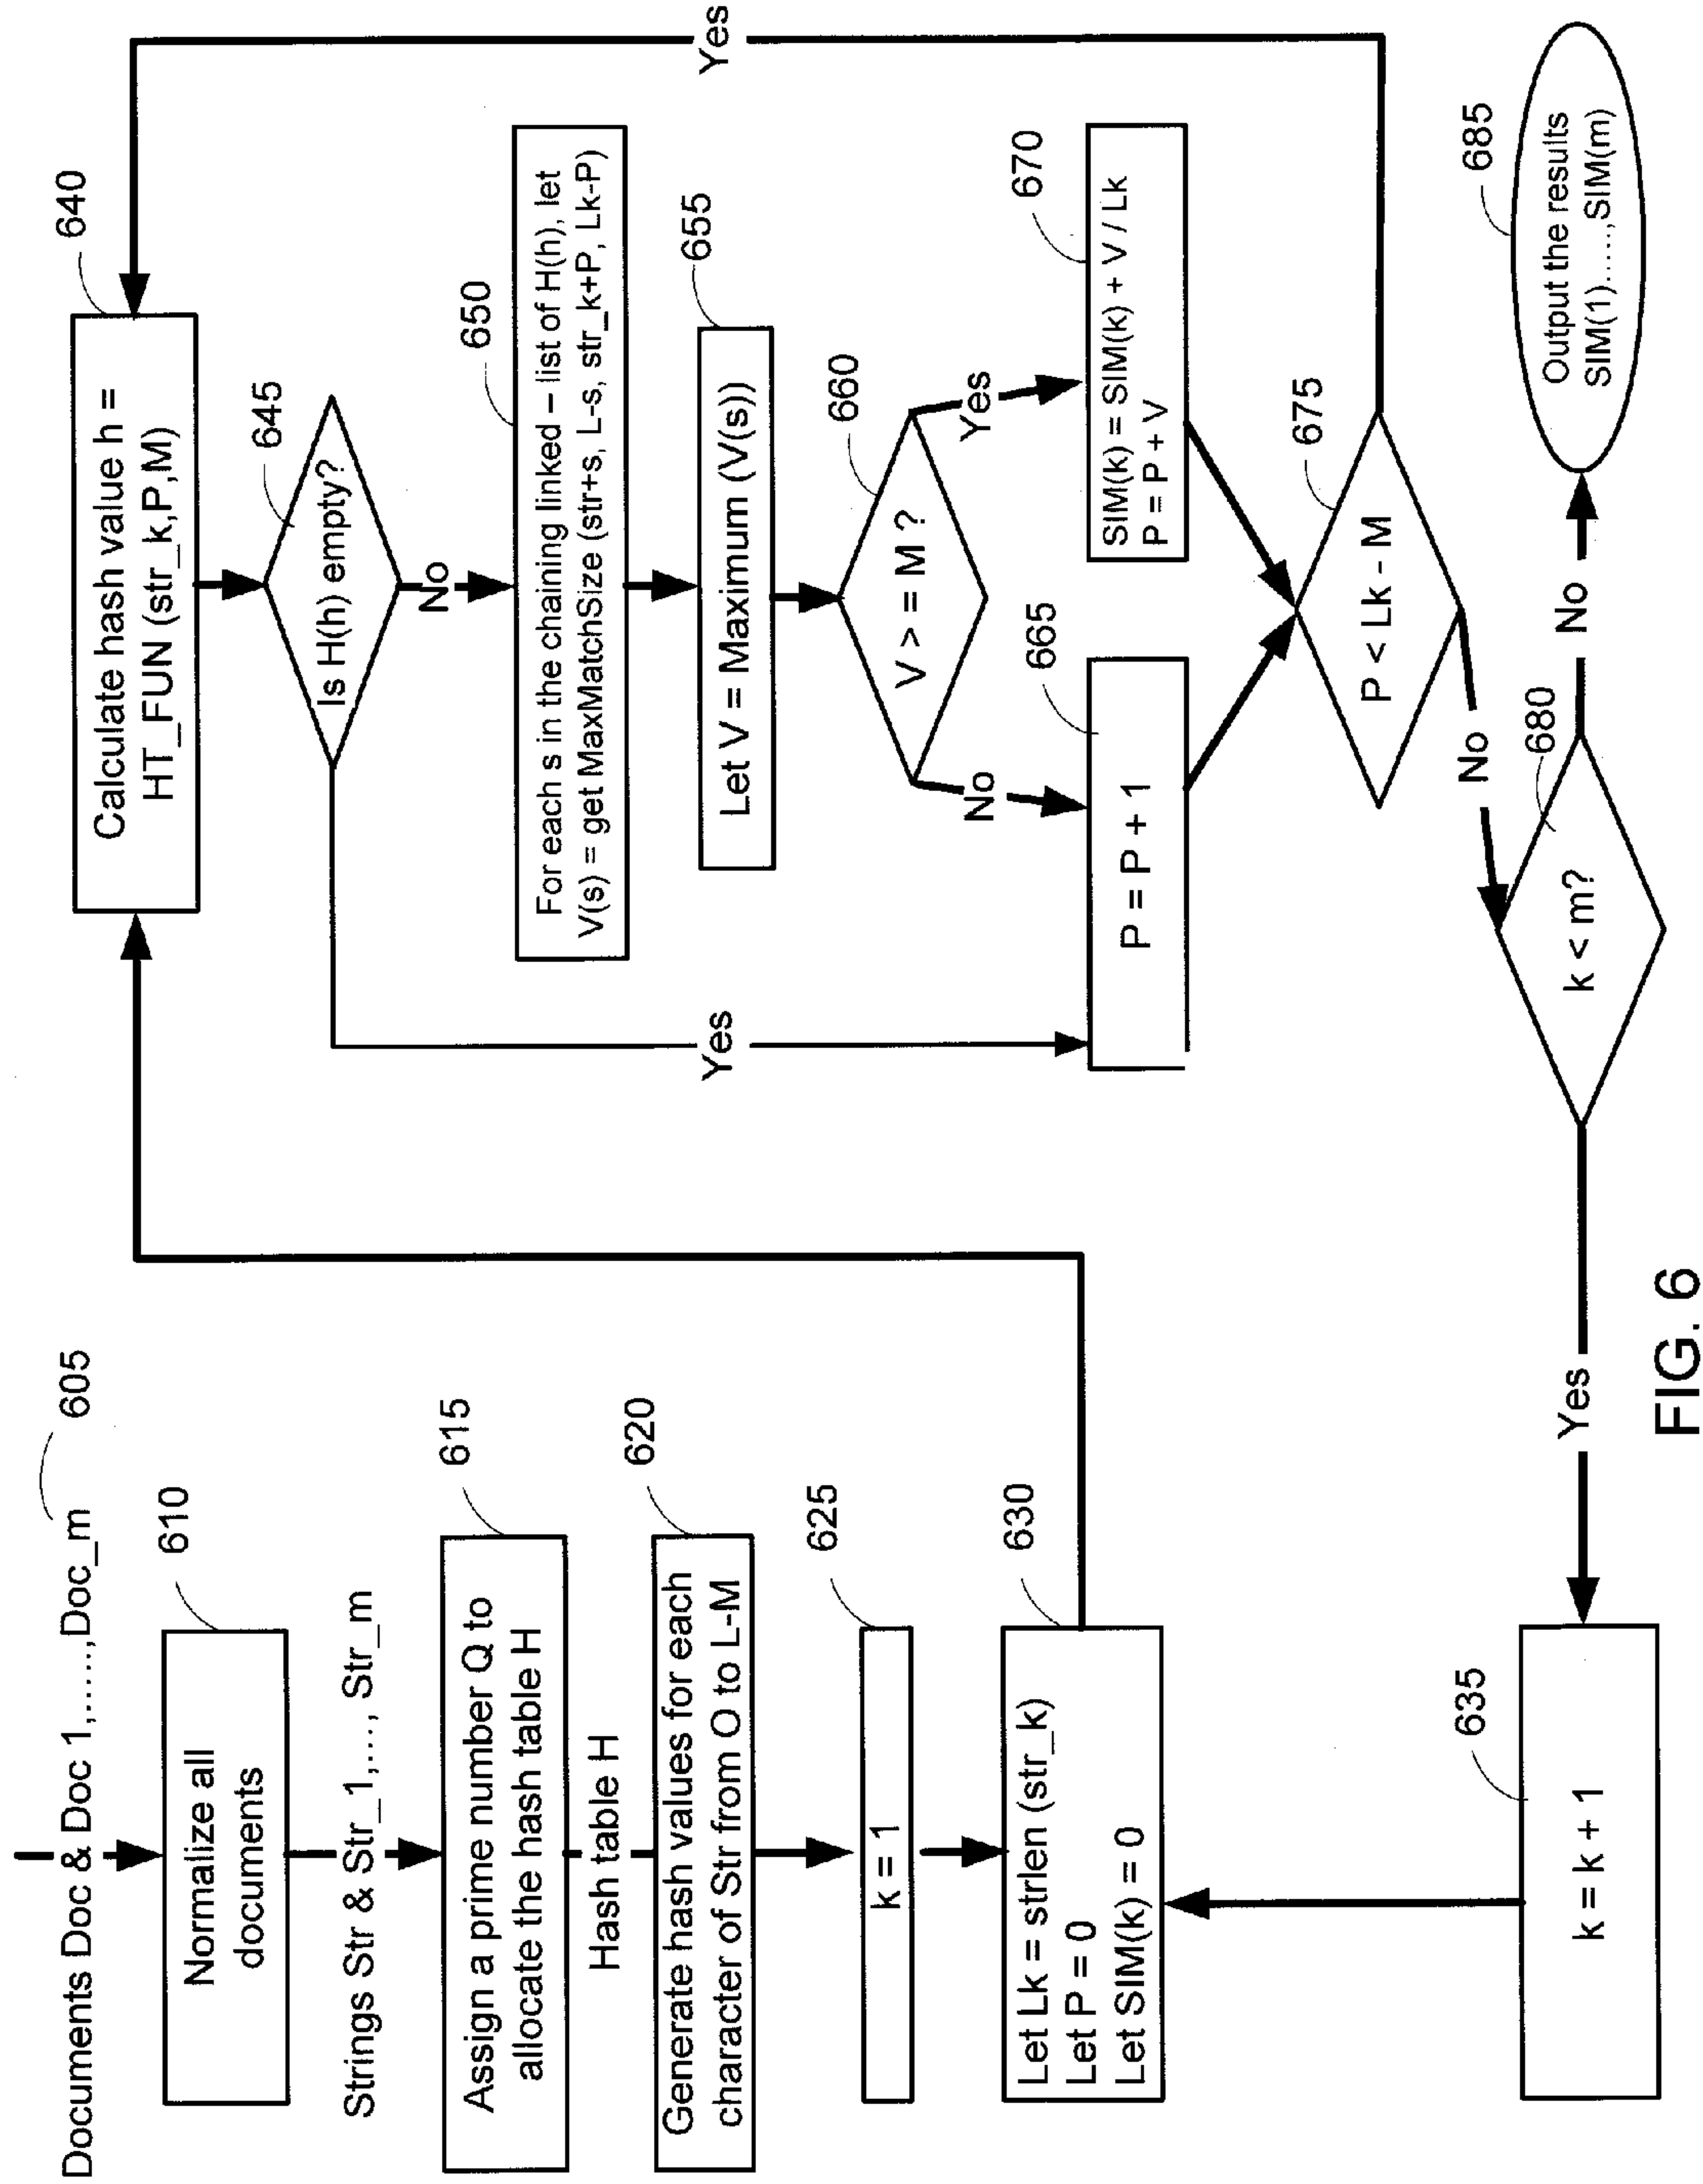 Documents Doc & Doc 1,.....,Doc_m
605
610
Normalize all
documents
Strings Str & Str_1,..., Str_m
615
Assign a prime number Q to
allocate the hash table H
Hash table H
620
Generate hash values for each
character of Str from O to L-M
625
k = 1
630
Let Lk = strlen (str_k)
Let P = 0
Let SIM(k) = 0
635
k = k + 1
640
Calculate hash value h =
HT_FUN (str_k,P,M)
645
Is H(h) empty?
Yes
No
650
For each s in the chaining linked – list of H(h), let
V(s) = get MaxMatchSize (str+s, L-s, str_k+P, Lk-P)
655
Let V = Maximum (V(s))
660
V > = M ?
No
Yes
665
P = P + 1
670
SIM(k) = SIM(k) + V / Lk
P = P + V
675
P < Lk - M
Yes
No
680
k < m?
Yes
No
685
Output the results
SIM(1)......,SIM(m)
FIG. 6